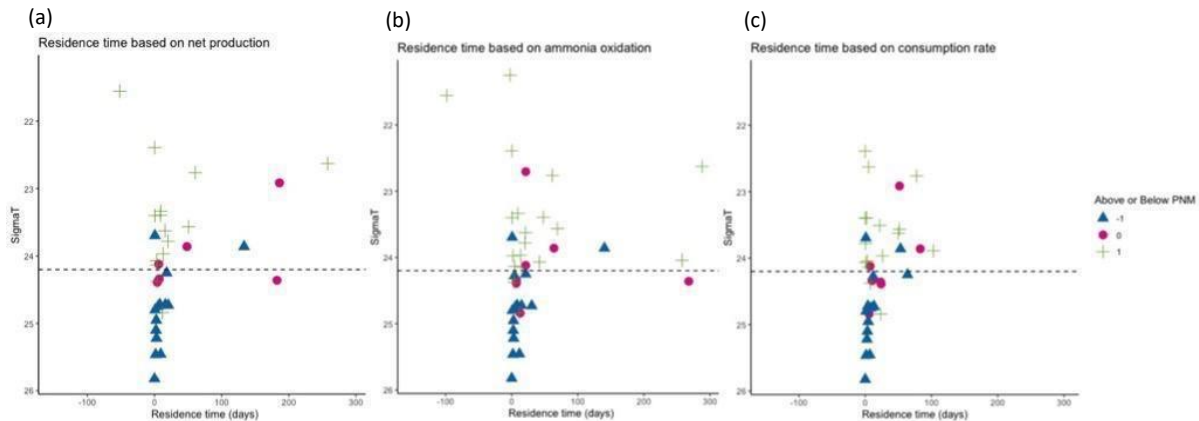 (a)
Residence time based on net production
22
23
24
25
26
SigmaT
-100
0
100
200
300
Residence time (days)
(b)
Residence time based on ammonia oxidation
22
23
24
25
26
SigmaT
-100
0
100
200
300
Residence time (days)
(c)
Residence time based on consumption rate
22
23
24
25
26
SigmaT
-100
0
100
200
300
Residence time (days)
Above or Below PNM
-1
0
1